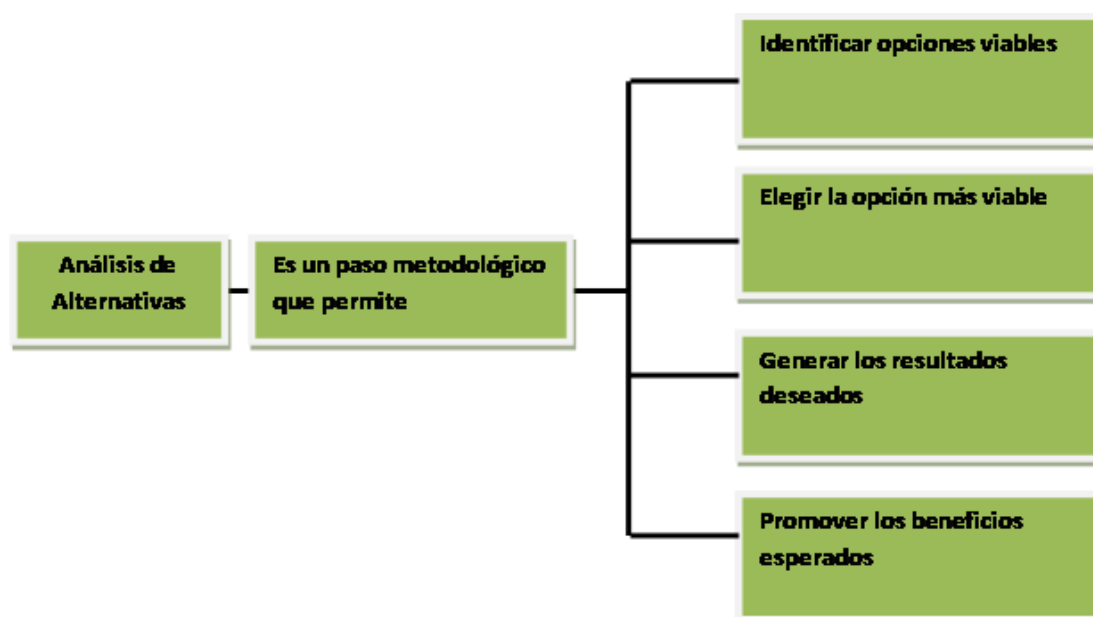 Análisis de
Alternativas
Es un paso metodológico
que permite
Identificar opciones viables
Elegir la opción más viable
Generar los resultados
deseados
Promover los beneficios
esperados